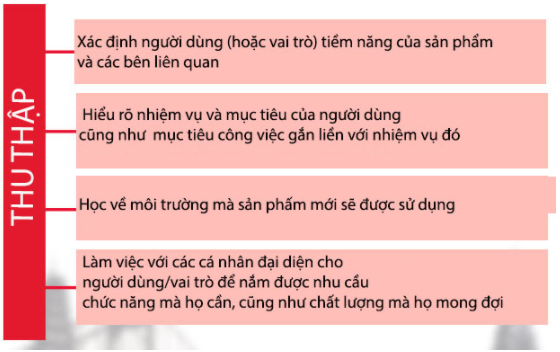 THU THẬP
Xác định người dùng (hoặc vai trò) tiềm năng của sản phẩm
và các bên liên quan
Hiểu rõ nhiệm vụ và mục tiêu của người dùng
cũng như mục tiêu công việc gắn liền với nhiệm vụ đó
Học về môi trường mà sản phẩm mới sẽ được sử dụng
Làm việc với các cá nhân đại diện cho
người dùng/vai trò để nắm được nhu cầu
chức năng mà họ cần, cũng như chất lượng mà họ mong đợi